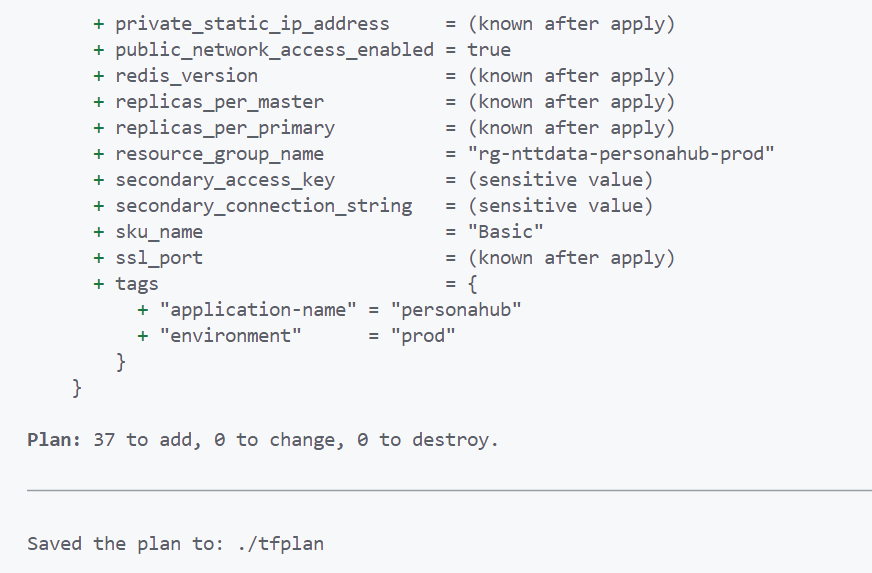 + private_static_ip_address     = (known after apply)
+ public_network_access_enabled = true
+ redis_version                 = (known after apply)
+ replicas_per_master           = (known after apply)
+ replicas_per_primary          = (known after apply)
+ resource_group_name           = "rg-nttdata-personahub-prod"
+ secondary_access_key          = (sensitive value)
+ secondary_connection_string   = (sensitive value)
+ sku_name                      = "Basic"
+ ssl_port                      = (known after apply)
+ tags                          = {
+ "application-name" = "personahub"
+ "environment"      = "prod"
}
}
Plan: 37 to add, 0 to change, 0 to destroy.
Saved the plan to: ./tfplan